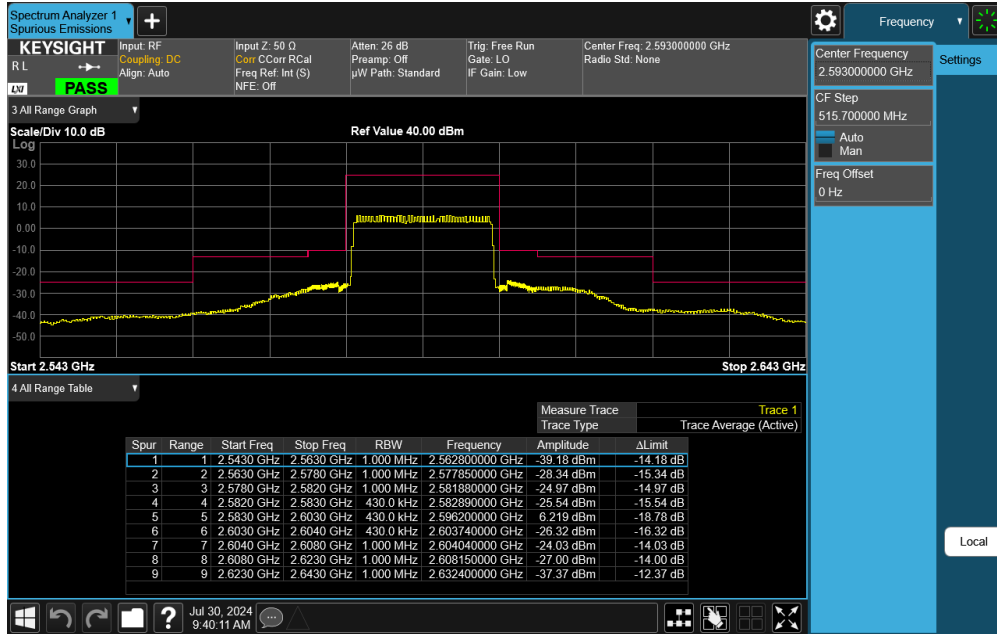 Spectrum Analyzer 1
Spurious Emissions
Frequency
KEYSIGHT
R L
LXI
PASS
Input: RF
Coupling: DC
Align: Auto
Input Z: 50 Ω
Corr CCorr RCal
Freq Ref: Int (S)
NFE: Off
Atten: 26 dB
Preamp: Off
µW Path: Standard
Trig: Free Run
Gate: LO
IF Gain: Low
Center Freq: 2.593000000 GHz
Radio Std: None
Center Frequency
2.593000000 GHz
Settings
CF Step
515.700000 MHz
Auto
Man
Freq Offset
0 Hz
3 All Range Graph
Scale/Div 10.0 dB Ref Value 40.00 dBm
Log
30.0
20.0
10.0
0.00
-10.0
-20.0
-30.0
-40.0
-50.0
Start 2.543 GHz Stop 2.643 GHz
4 All Range Table
Measure Trace Trace 1
Trace Type Trace Average (Active)
Spur Range Start Freq Stop Freq RBW Frequency Amplitude ΔLimit
1 1 2.5430 GHz 2.5630 GHz 1.000 MHz 2.562800000 GHz -39.18 dBm -14.18 dB
2 2 2.5630 GHz 2.5780 GHz 1.000 MHz 2.577850000 GHz -28.34 dBm -15.34 dB
3 3 2.5780 GHz 2.5820 GHz 1.000 MHz 2.581880000 GHz -24.97 dBm -14.97 dB
4 4 2.5820 GHz 2.5830 GHz 430.0 kHz 2.582890000 GHz -25.54 dBm -15.54 dB
5 5 2.5830 GHz 2.6030 GHz 430.0 kHz 2.596200000 GHz 6.219 dBm -18.78 dB
6 6 2.6030 GHz 2.6040 GHz 430.0 kHz 2.603740000 GHz -26.32 dBm -16.32 dB
7 7 2.6040 GHz 2.6080 GHz 1.000 MHz 2.604040000 GHz -24.03 dBm -14.03 dB
8 8 2.6080 GHz 2.6230 GHz 1.000 MHz 2.608150000 GHz -27.00 dBm -14.00 dB
9 9 2.6230 GHz 2.6430 GHz 1.000 MHz 2.632400000 GHz -37.37 dBm -12.37 dB
Local
?
Jul 30, 2024
9:40:11 AM